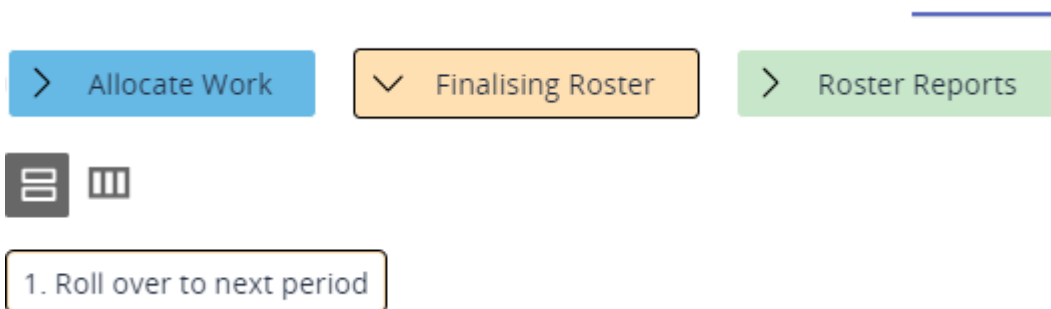 Allocate Work
Finalising Roster
Roster Reports
1. Roll over to next period